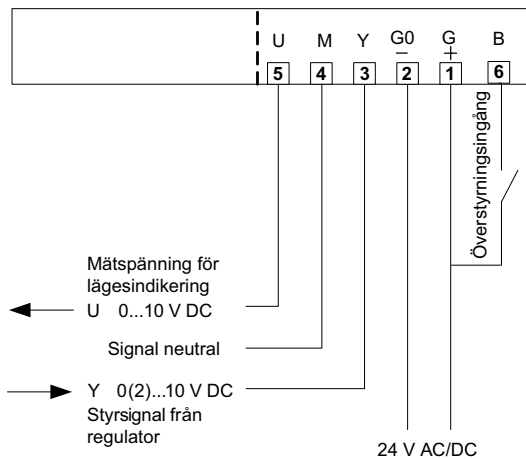 U M Y G0 G B
− +
5 4 3 2 1 6
Överstyrningsingång
Mätspänning för
lägesindikering
U 0...10 V DC
Signal neutral
Y 0(2)...10 V DC
Styrsignal från
regulator
24 V AC/DC